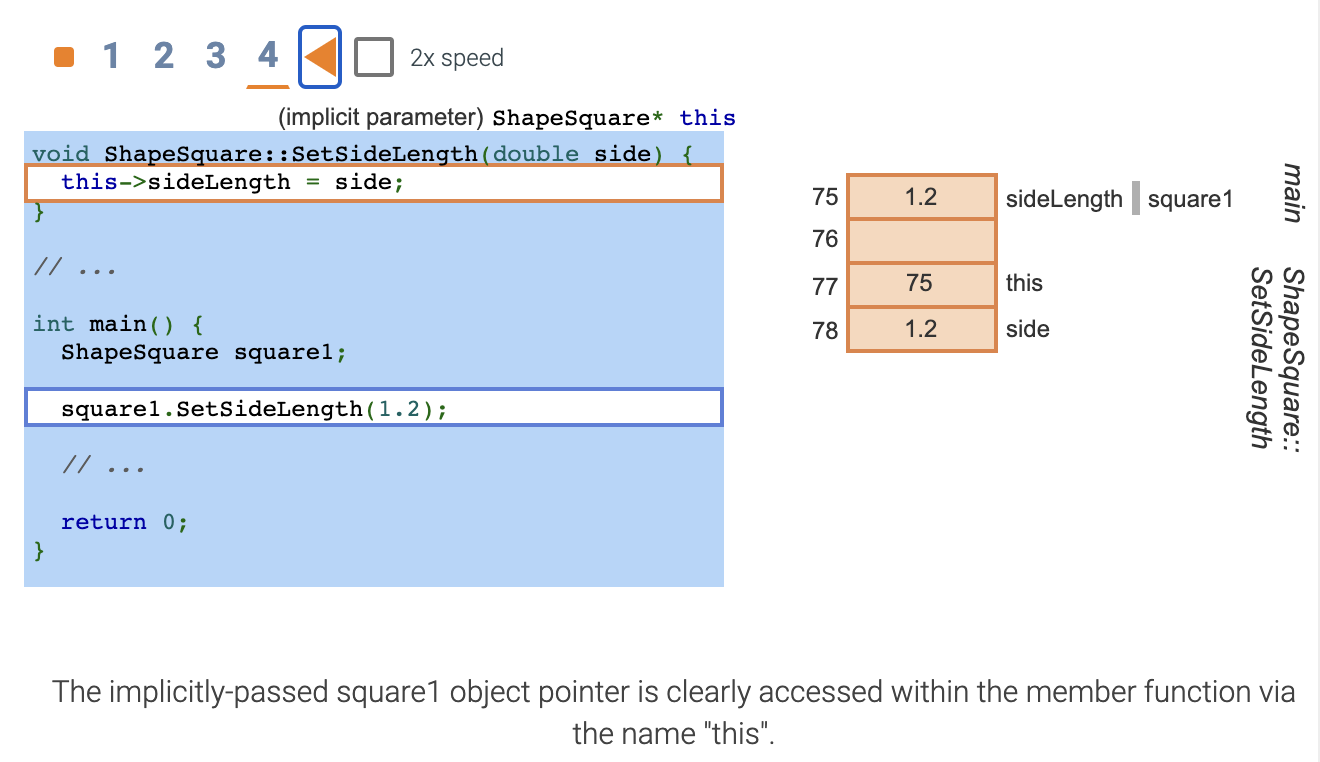 1 2 3 4 2x speed
(implicit parameter) ShapeSquare* this
void ShapeSquare::SetSideLength(double side) {
this->sideLength = side;
}
// ...
int main() {
ShapeSquare square1;
square1.SetSideLength(1.2);
// ...
return 0;
}
75 1.2 sideLength square1
76
77 75 this
78 1.2 side
main
ShapeSquare::
SetSideLength
The implicitly-passed square1 object pointer is clearly accessed within the member function via
the name "this".